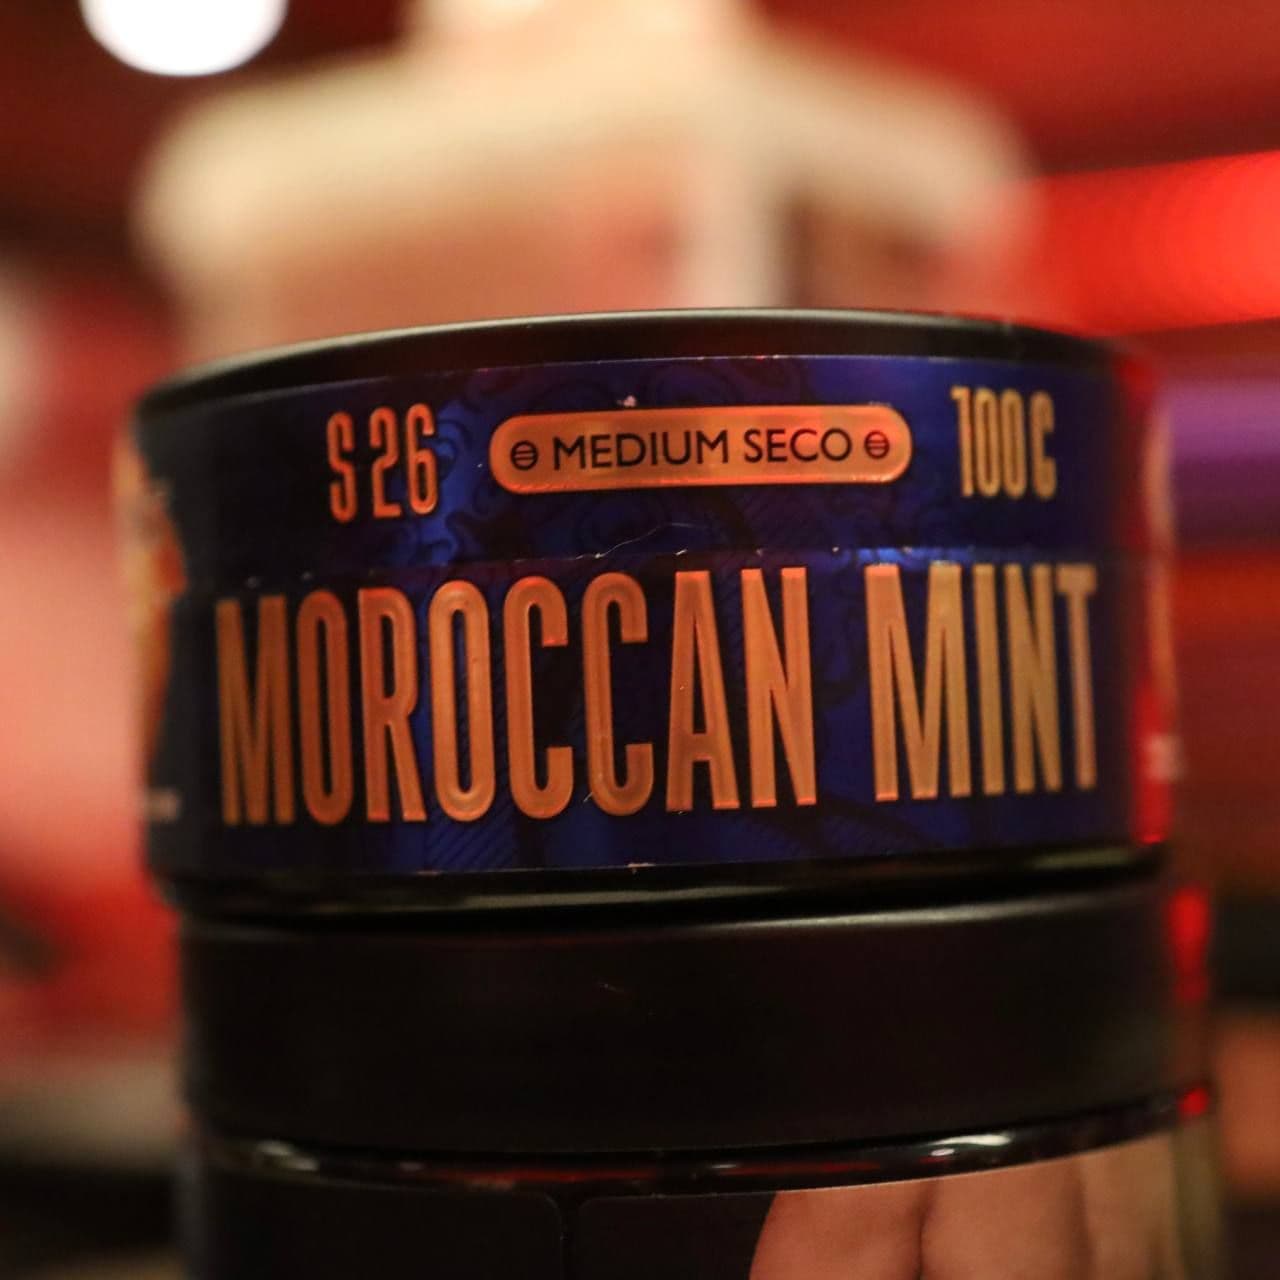 S 26 MEDIUM SECO 100 C
MOROCCAN MINT